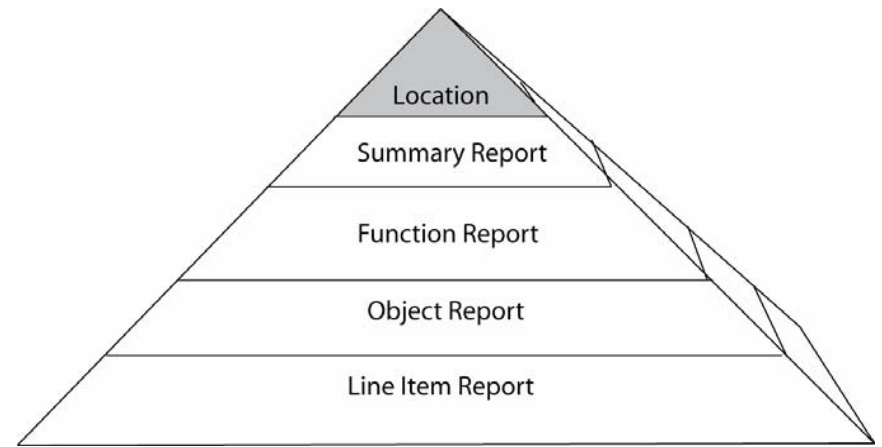 Location
Summary Report
Function Report
Object Report
Line Item Report